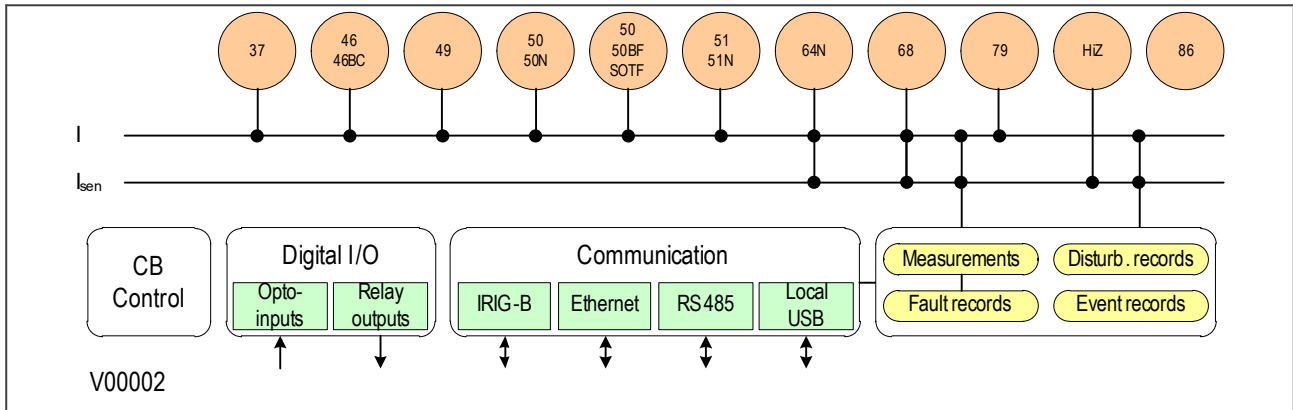 37
46
46BC
49
50
50N
50
50BF
SOTF
51
51N
64N
68
79
HiZ
86
I
Isen
CB
Control
Digital I/O
Opto-
inputs
Relay
outputs
Communication
IRIG-B
Ethernet
RS485
Local
USB
Measurements
Disturb. records
Fault records
Event records
V00002